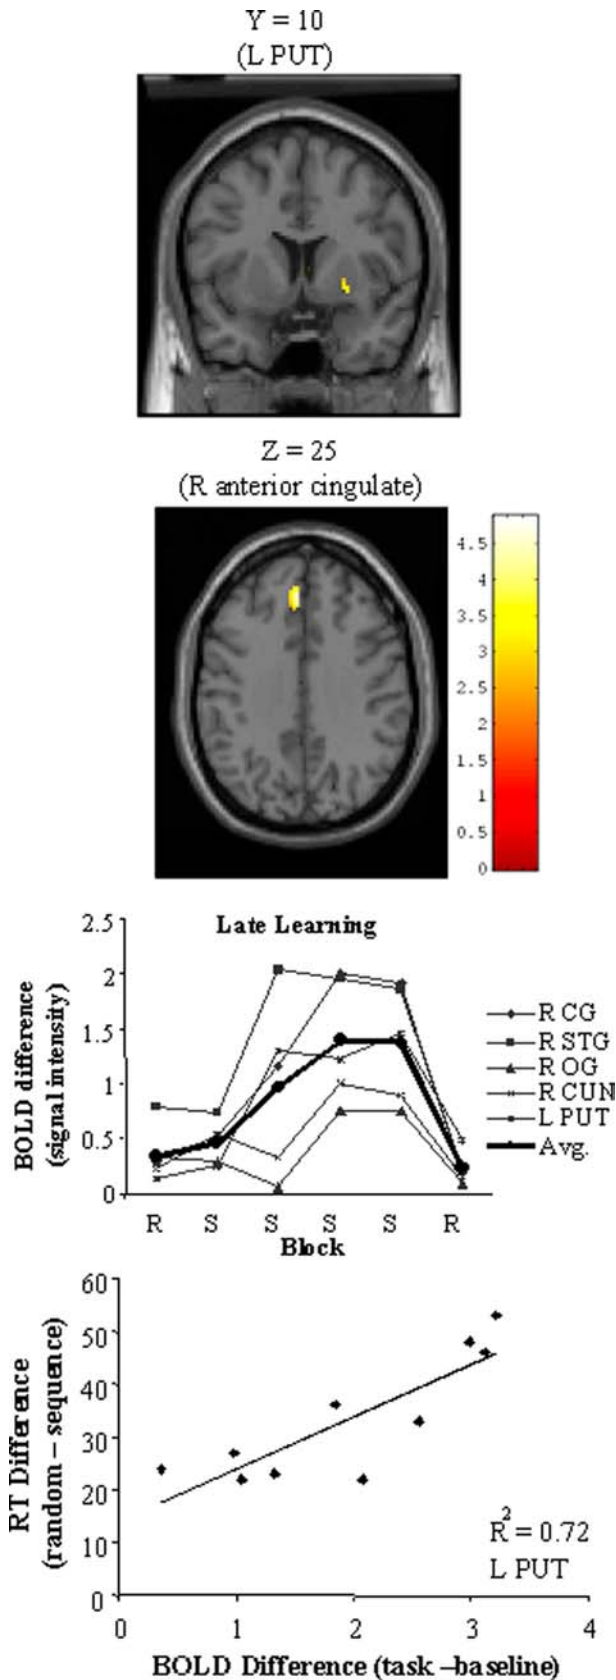 Y = 10
(L PUT)
Z = 25
(R anterior cingulate)
4.5
4
3.5
3
2.5
2
1.5
1
0.5
0
Late Learning
BOLD difference
(signal intensity)
2.5
2
1.5
1
0.5
0
R S S S S R
Block
R CG
R STG
R OG
R CUN
L PUT
Avg.
RT Difference
(random – sequence)
60
50
40
30
20
10
0
R² = 0.72
L PUT
0 1 2 3 4
BOLD Difference (task –baseline)